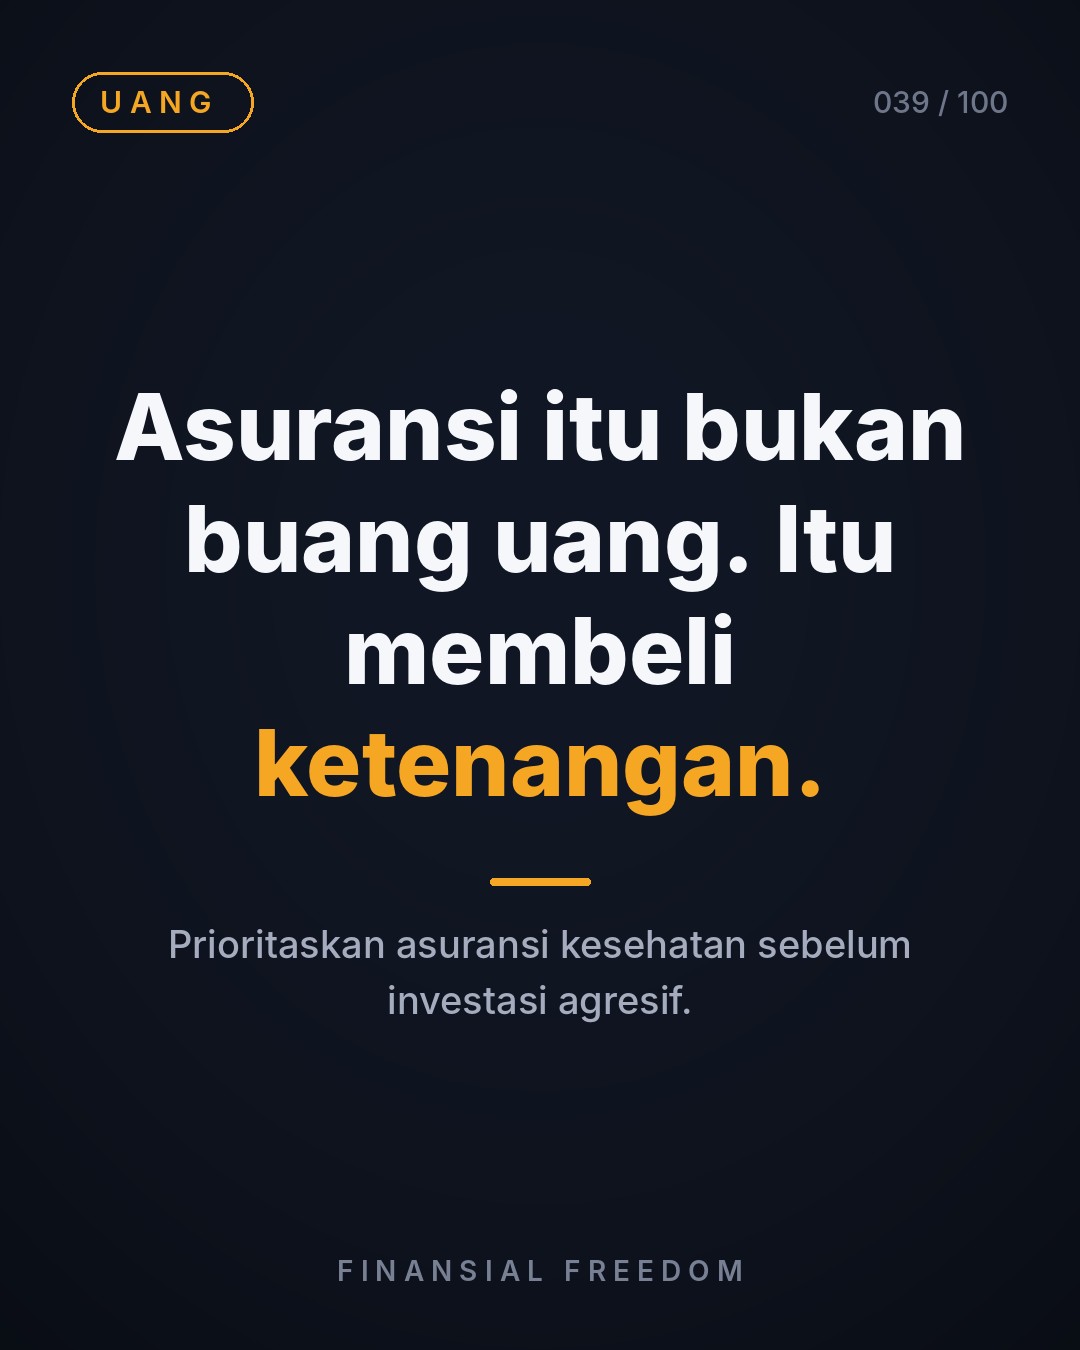 UANG
039 / 100
Asuransi itu bukan
buang uang. Itu
membeli
ketenangan.
Prioritaskan asuransi kesehatan sebelum
investasi agresif.
FINANSIAL FREEDOM